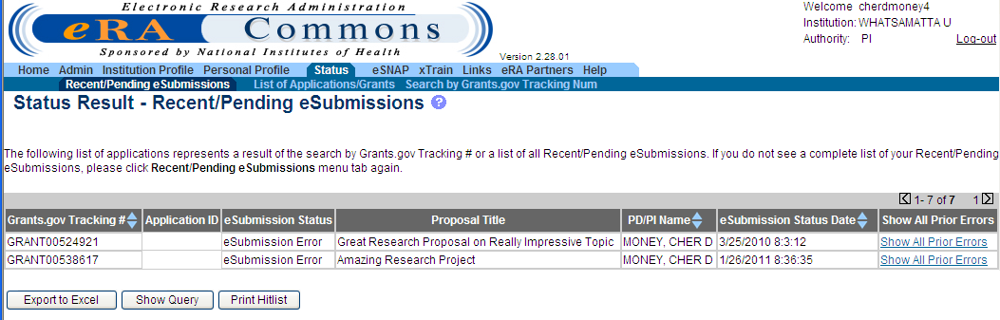 Electronic Research Administration
eRA Commons
Sponsored by National Institutes of Health
Version 2.28.01
Welcome cherdmoney4
Institution: WHATSAMATTA U
Authority: PI Log-out
Home Admin Institution Profile Personal Profile Status eSNAP xTrain Links eRA Partners Help
Recent/Pending eSubmissions List of Applications/Grants Search by Grants.gov Tracking Num
Status Result - Recent/Pending eSubmissions ?
The following list of applications represents a result of the search by Grants.gov Tracking # or a list of all Recent/Pending eSubmissions. If you do not see a complete list of your Recent/Pending
eSubmissions, please click Recent/Pending eSubmissions menu tab again.
1- 7 of 7 1
Grants.gov Tracking # Application ID eSubmission Status Proposal Title PD/PI Name eSubmission Status Date Show All Prior Errors
GRANT00524921 eSubmission Error Great Research Proposal on Really Impressive Topic MONEY, CHER D 3/25/2010 8:3:12 Show All Prior Errors
GRANT00538617 eSubmission Error Amazing Research Project MONEY, CHER D 1/26/2011 8:36:35 Show All Prior Errors
Export to Excel Show Query Print Hitlist